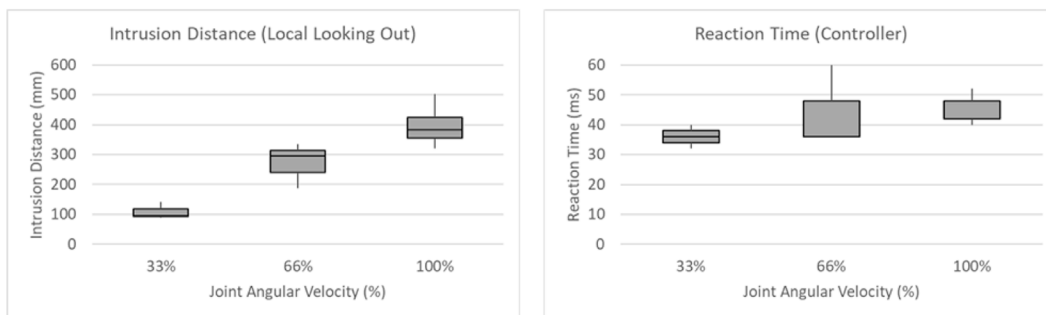 Intrusion Distance (Local Looking Out)
Intrusion Distance (mm)
600
500
400
300
200
100
0
33% 66% 100%
Joint Angular Velocity (%)
Reaction Time (Controller)
Reaction Time (ms)
60
50
40
30
20
10
0
33% 66% 100%
Joint Angular Velocity (%)